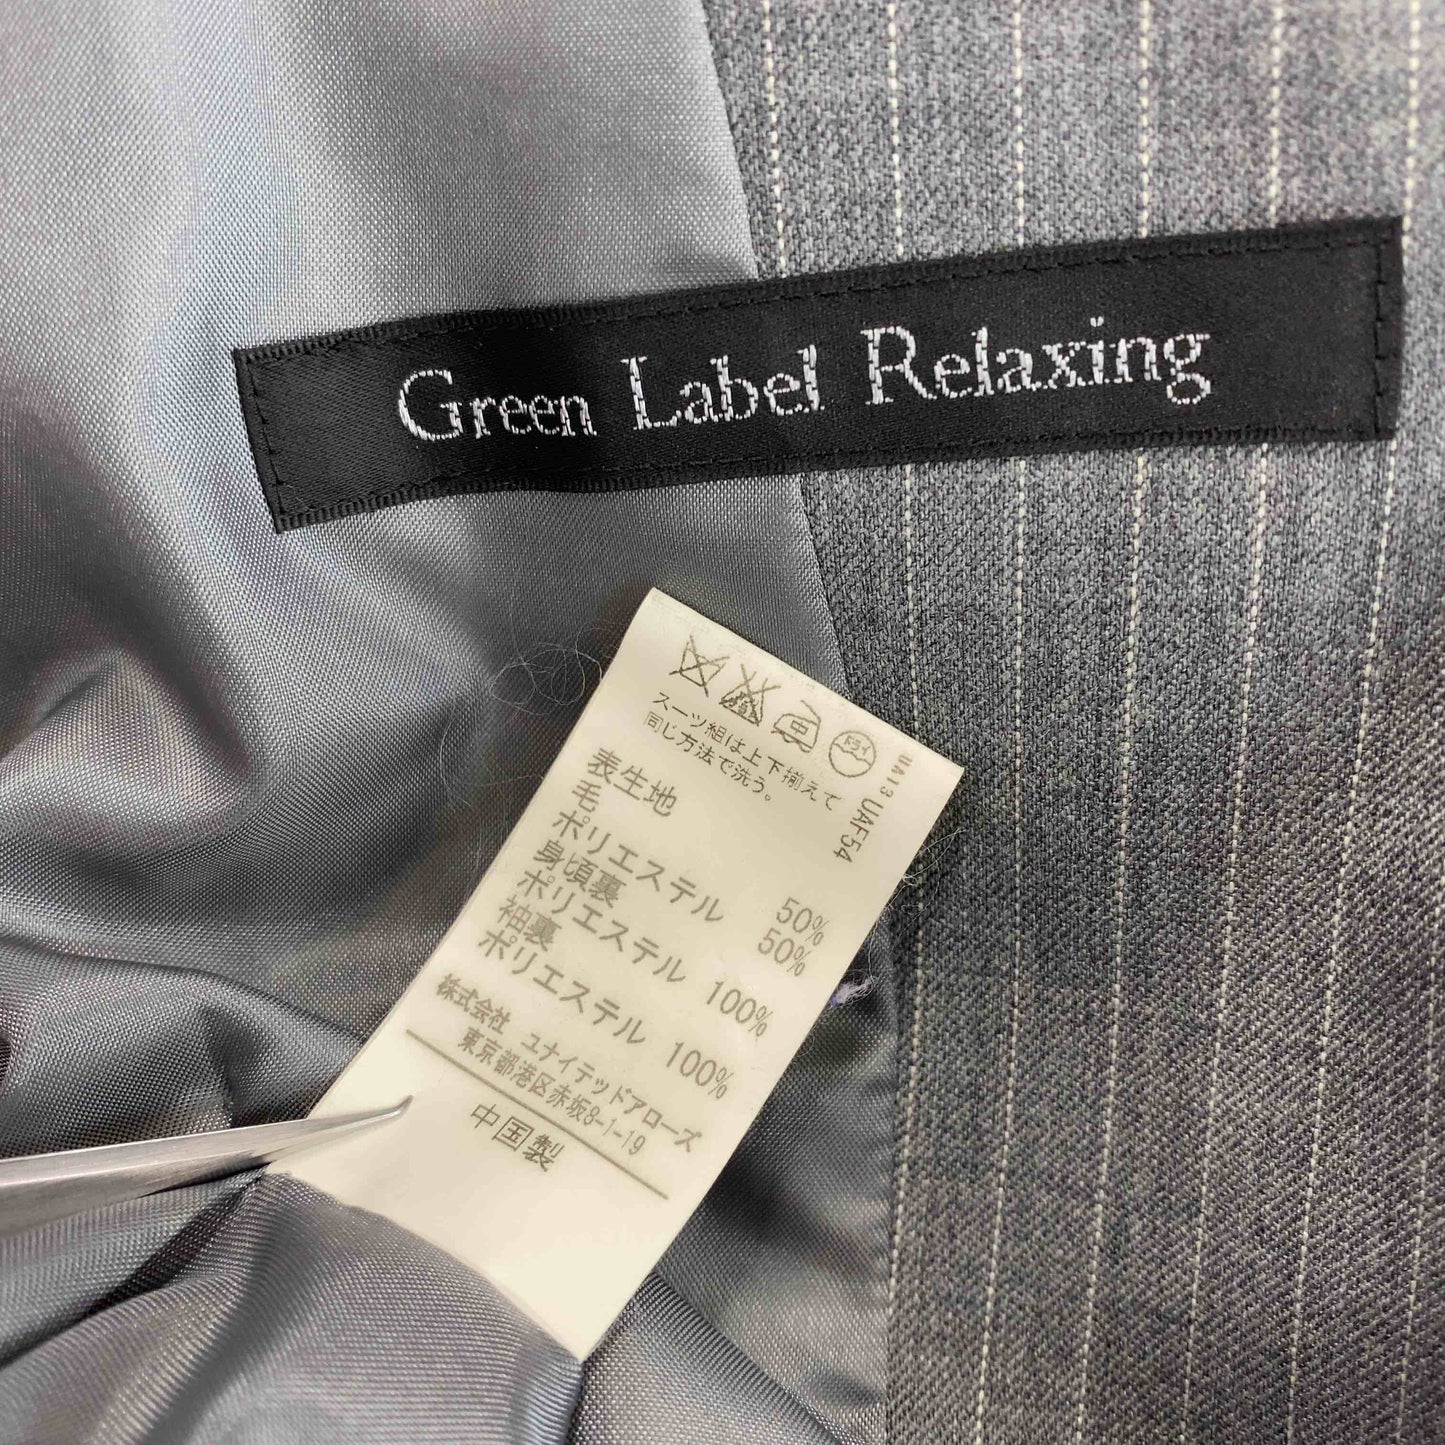 Green Label Relaxing
スーツ組は上下揃えて
同じ方法で洗う。
UA13 UAF54
表生地
毛 50%
ポリエステル 50%
身頃裏
ポリエステル 100%
袖裏
ポリエステル 100%
株式会社 ユナイテッドアローズ
東京都港区赤坂8-1-19
中国製